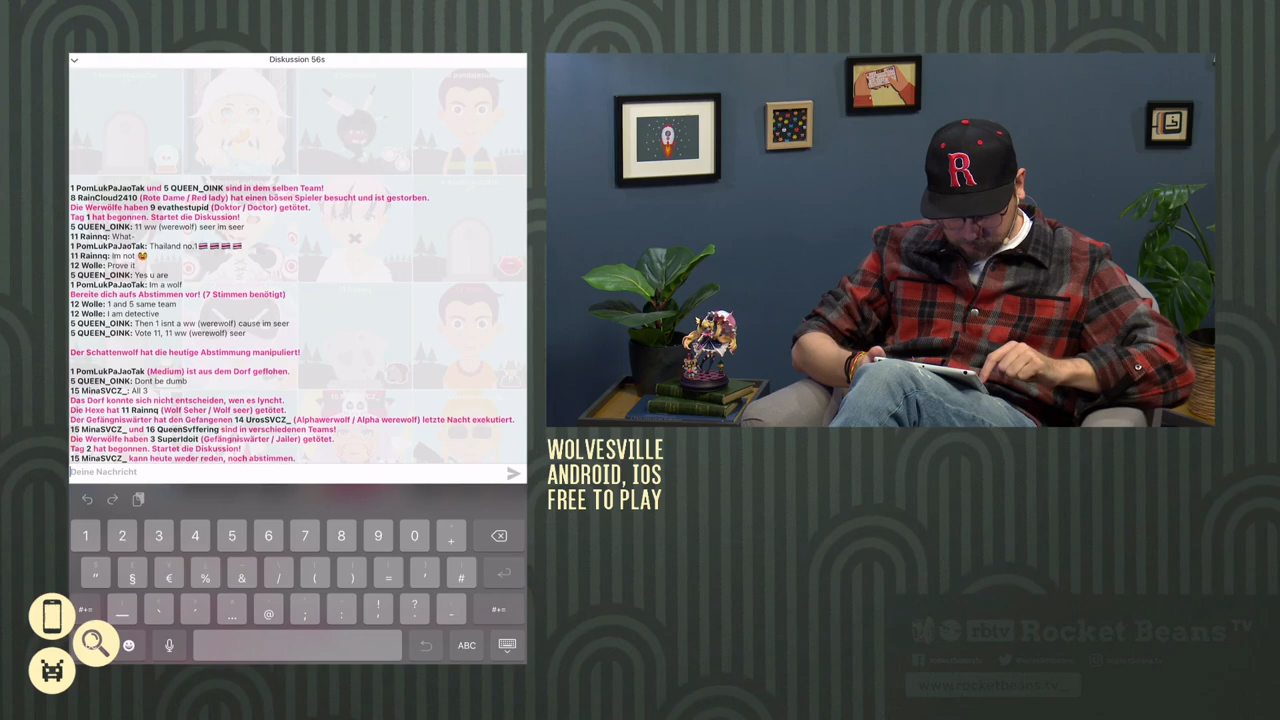 Diskussion 56s
1 PomLukPaJaoTak und 5 QUEEN_OINK sind in dem selben Team!
8 RainCloud2410 (Rote Dame / Red lady) hat einen bösen Spieler besucht und ist gestorben.
Die Werwölfe haben 9 evathestupid (Doktor / Doctor) getötet.
Tag 1 hat begonnen. Startet die Diskussion!
5 QUEEN_OINK: 11 ww (werewolf) seer im seer
11 Rainnq: What-
1 PomLukPaJaoTak: Thailand no.1🇹🇭 🇹🇭 🇹🇭 🇹🇭
11 Rainnq: Im not
12 Wolle: Prove it
5 QUEEN_OINK: Yes u are
1 PomLukPaJaoTak: Im a wolf
Bereite dich aufs Abstimmen vor! (7 Stimmen benötigt)
12 Wolle: 1 and 5 same team
12 Wolle: I am detective
5 QUEEN_OINK: Then 1 isnt a ww (werewolf) cause im seer
5 QUEEN_OINK: Vote 11, 11 ww (werewolf) seer
Der Schattenwolf hat die heutige Abstimmung manipuliert!
1 PomLukPaJaoTak (Medium) ist aus dem Dorf geflohen.
5 QUEEN_OINK: Dont be dumb
15 MinaSVCZ_: All 3
Das Dorf konnte sich nicht entscheiden, wen es lyncht.
Die Hexe hat 11 Rainnq (Wolf Seher / Wolf seer) getötet.
Der Gefängniswärter hat den Gefangenen 14 UrosSVCZ_ (Alphawerwolf / Alpha werewolf) letzte Nacht exekutiert.
15 MinaSVCZ_ und 16 QueenSvffering sind in verschiedenen Teams!
Die Werwölfe haben 3 SuperIdoit (Gefängniswärter / Jailer) getötet.
Tag 2 hat begonnen. Startet die Diskussion!
15 MinaSVCZ_ kann heute weder reden, noch abstimmen.
Deine Nachricht
1 2 3 4 5 6 7 8 9 0 +
" § € % & / ( ) = ' #
#+= _ @ ; : ! ? - #+=
ABC
R
WOLVESVILLE
ANDROID, IOS
FREE TO PLAY
rbtv Rocket Beans TV
www.rocketbeans.tv_